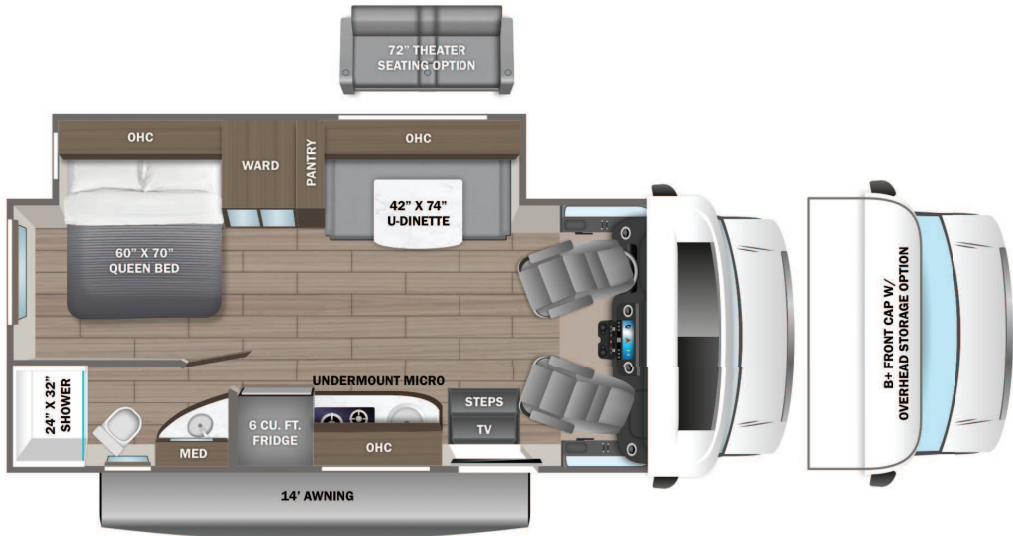 72” THEATER
SEATING OPTION
OHC
WARD
PANTRY
OHC
42” X 74”
U-DINETTE
60” X 70”
QUEEN BED
B+ FRONT CAP W/
OVERHEAD STORAGE OPTION
24” X 32”
SHOWER
UNDERMOUNT MICRO
6 CU. FT.
FRIDGE
STEPS
TV
MED
OHC
14’ AWNING